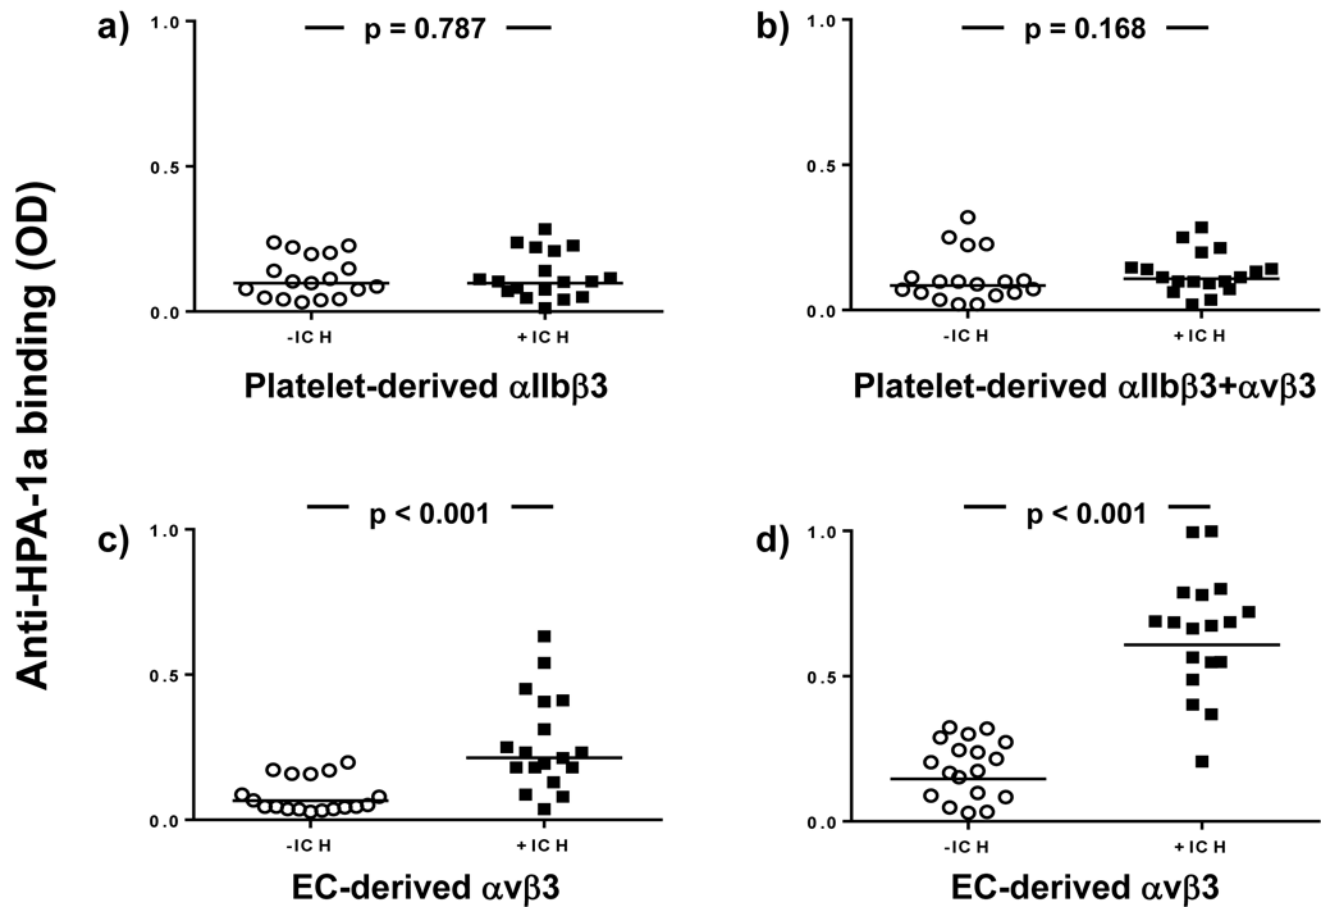 Anti-HPA-1a binding (OD)
a)
p = 0.787
1.0
0.5
0.0
-IC H
+ IC H
Platelet-derived αIIbβ3
b)
p = 0.168
1.0
0.5
0.0
-IC H
+ IC H
Platelet-derived αIIbβ3+αvβ3
c)
p < 0.001
1.0
0.5
0.0
-IC H
+ IC H
EC-derived αvβ3
d)
p < 0.001
1.0
0.5
0.0
-IC H
+ IC H
EC-derived αvβ3